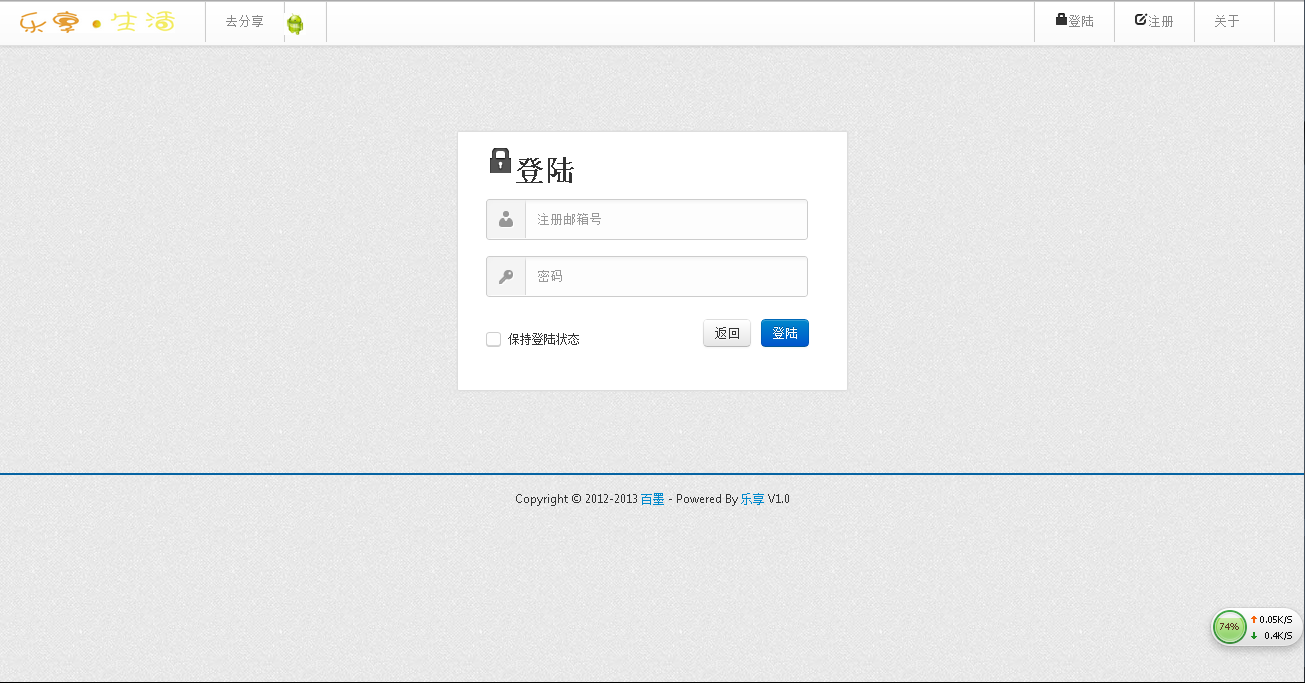 乐享·生活 去分享 登陆 注册 关于
登陆
注册邮箱号
密码
保持登陆状态 返回 登陆
Copyright © 2012-2013 百墨 - Powered By 乐享 V1.0
74% 0.05K/S
0.4K/S